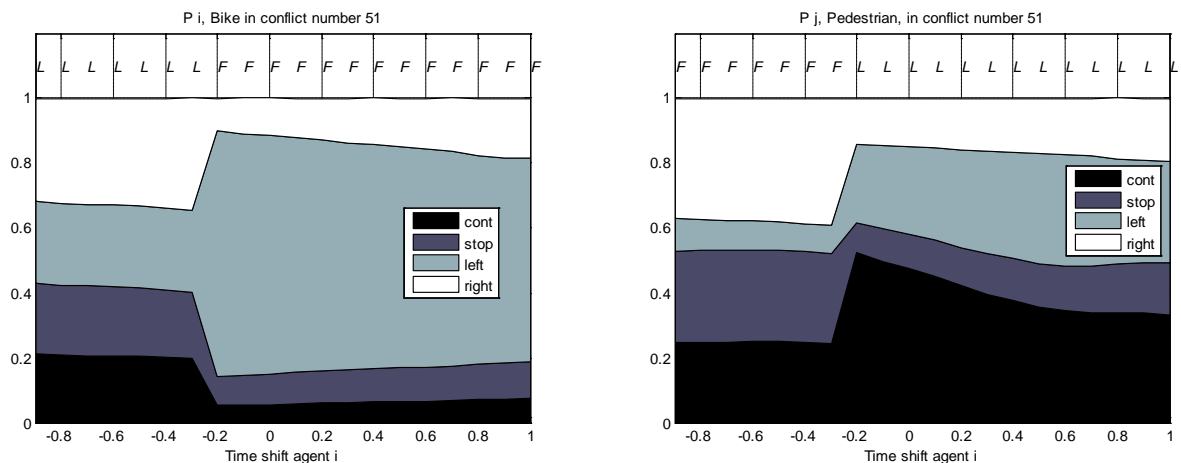 P i, Bike in conflict number 51
L L L L L L L F F F F F F F F F F F F F
1
0.8
0.6
0.4
0.2
0
cont
stop
left
right
-0.8 -0.6 -0.4 -0.2 0 0.2 0.4 0.6 0.8 1
Time shift agent i
P j, Pedestrian, in conflict number 51
F F F F F F F L L L L L L L L L L L L L
1
0.8
0.6
0.4
0.2
0
cont
stop
left
right
-0.8 -0.6 -0.4 -0.2 0 0.2 0.4 0.6 0.8 1
Time shift agent i